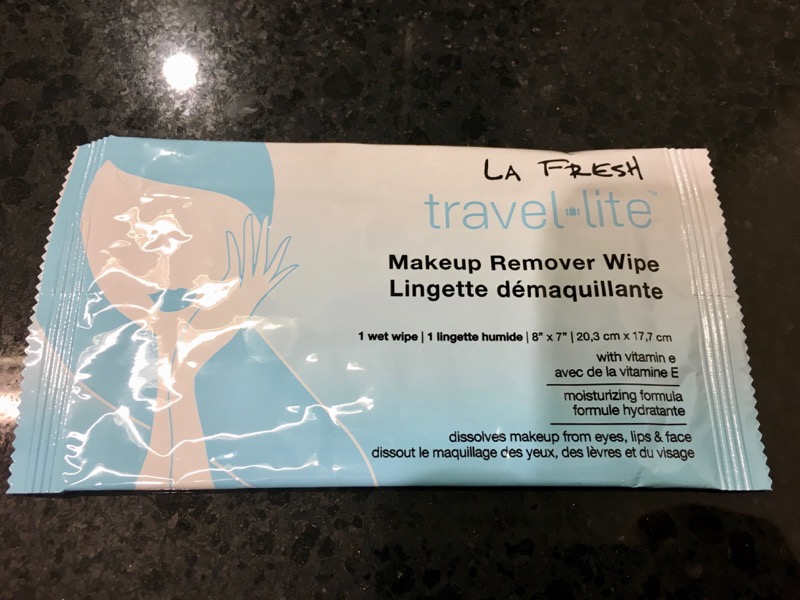 LA FRESH
travel lite™
Makeup Remover Wipe
Lingette démaquillante
1 wet wipe | 1 lingette humide | 8" x 7" | 20,3 cm x 17,7 cm
with vitamin e
avec de la vitamine E
moisturizing formula
formule hydratante
dissolves makeup from eyes, lips & face
dissout le maquillage des yeux, des lèvres et du visage